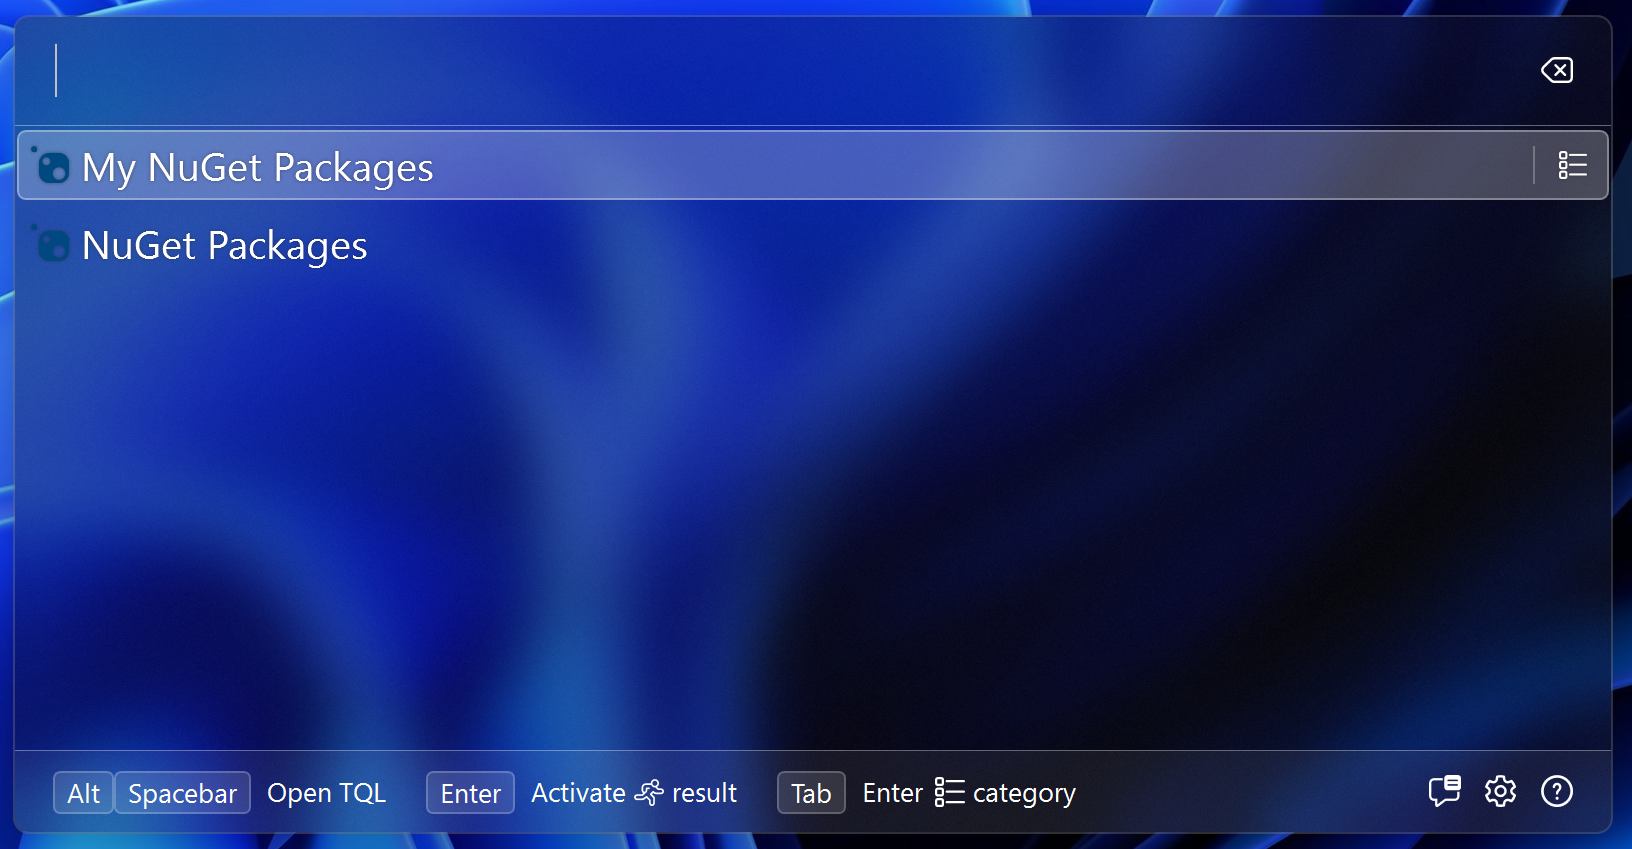 My NuGet Packages
NuGet Packages
Alt Spacebar Open TQL Enter Activate result Tab Enter category